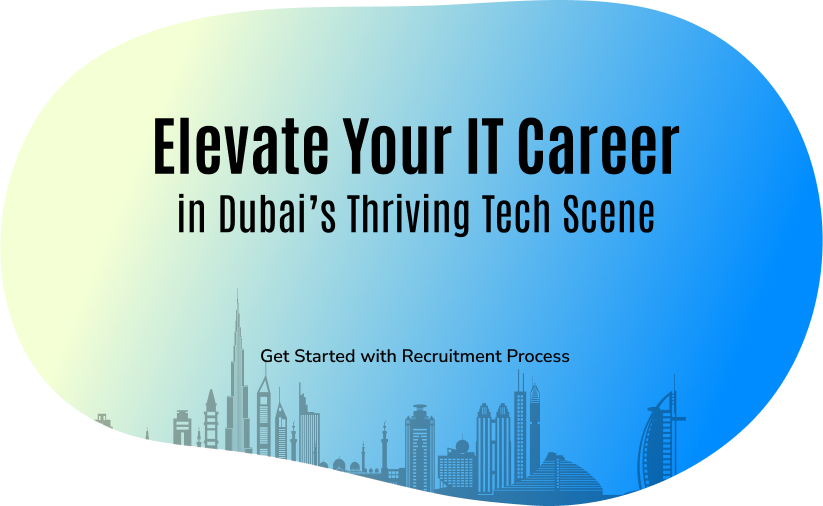 Elevate Your IT Career
in Dubai’s Thriving Tech Scene
Get Started with Recruitment Process